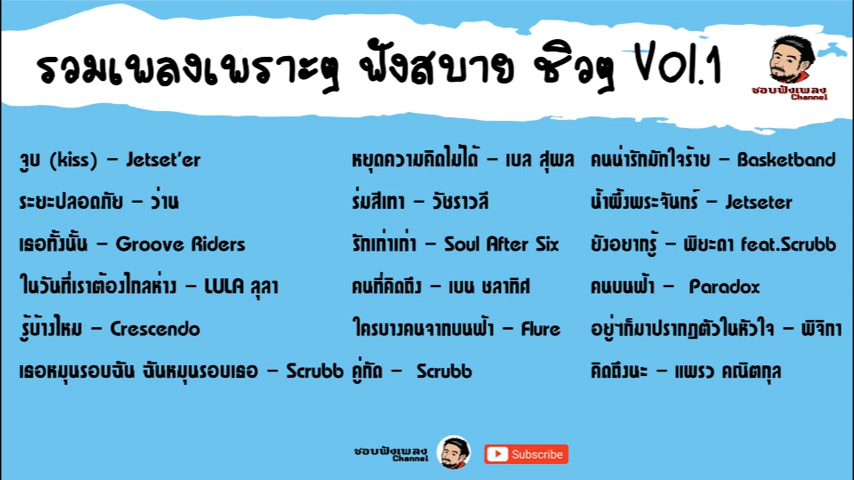 รวมเพลงเพราะๆ ฟังสบาย ชิวๆ Vol.1
ชอบฟังเพลง
Channel
จูบ (kiss) – Jetset'er
ระยะปลอดภัย – ว่าน
เธอทั้งนั้น – Groove Riders
ในวันที่เราต้องไกลห่าง – LULA ลุลา
รู้บ้างไหม – Crescendo
เธอหมุนรอบฉัน ฉันหมุนรอบเธอ – Scrubb
หยุดความคิดไม่ได้ – เบล สุพล
ร่มสีเทา – วัชราวลี
รักเก่าเก่า – Soul After Six
คนที่คิดถึง – เบน ชลาทิศ
ใครบางคนจากบนฟ้า – Flure
คู่กัด – Scrubb
คนน่ารักมักใจร้าย – Basketband
น้ำผึ้งพระจันทร์ – Jetseter
ยังอยากรู้ – พิยะดา feat.Scrubb
คนบนฟ้า – Paradox
อยู่ๆก็มาปรากฏตัวในหัวใจ – พิจิกา
คิดถึงนะ – แพรว คณิตกุล
ชอบฟังเพลง
Channel
Subscribe